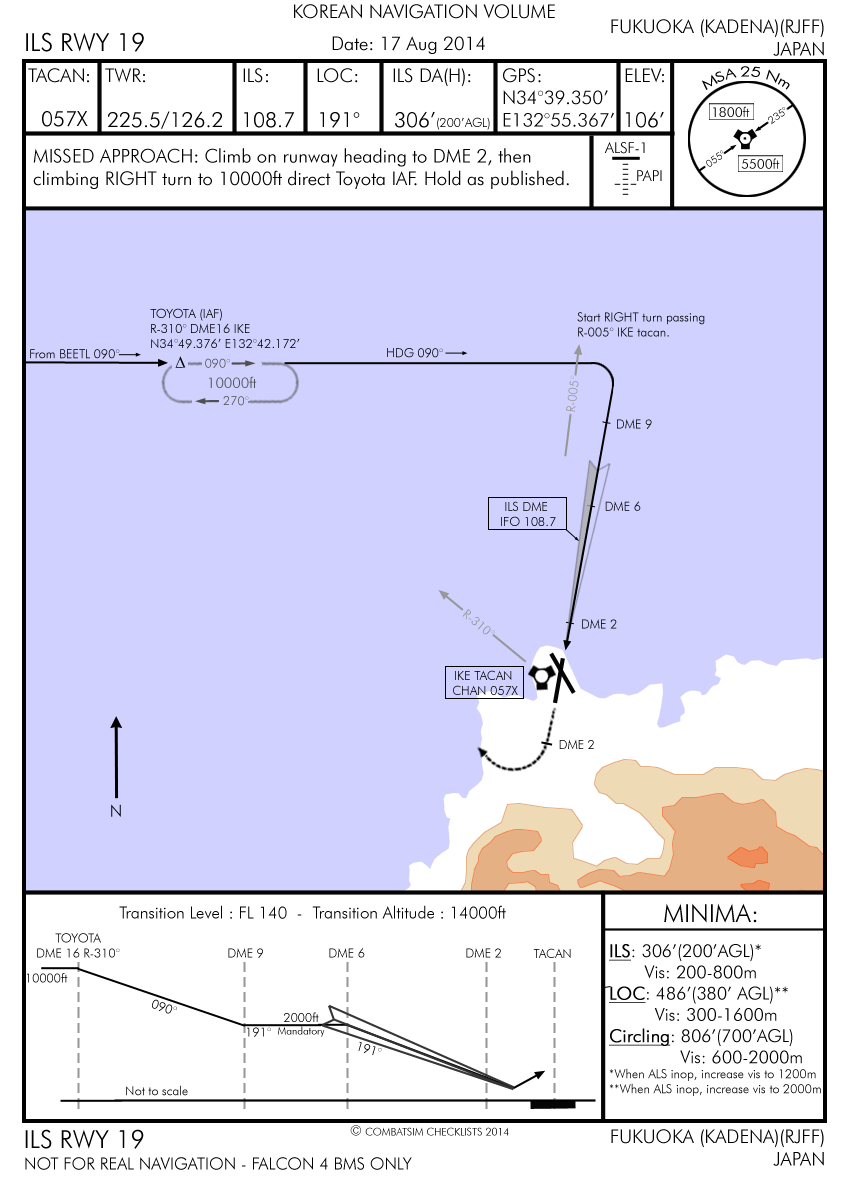 KOREAN NAVIGATION VOLUME
ILS RWY 19
Date: 17 Aug 2014
FUKUOKA (KADENA)(RJFF)
JAPAN
TACAN:
057X
TWR:
225.5/126.2
ILS:
108.7
LOC:
191°
ILS DA(H):
306'(200'AGL)
GPS:
N34°39.350'
E132°55.367'
ELEV:
106'
MSA 25 Nm
1800ft
235°
055°
5500ft
MISSED APPROACH: Climb on runway heading to DME 2, then
climbing RIGHT turn to 10000ft direct Toyota IAF. Hold as published.
ALSF-1
PAPI
TOYOTA (IAF)
R-310° DME16 IKE
N34°49.376' E132°42.172'
Start RIGHT turn passing
R-005° IKE tacan.
From BEETL 090°
090°
HDG 090°
10000ft
270°
R-005°
DME 9
ILS DME
IFO 108.7
DME 6
R-310°
DME 2
IKE TACAN
CHAN 057X
DME 2
N
Transition Level : FL 140 - Transition Altitude : 14000ft
TOYOTA
DME 16 R-310°
DME 9
DME 6
DME 2
TACAN
10000ft
090°
2000ft
Mandatory
191°
191°
Not to scale
MINIMA:
ILS: 306'(200'AGL)*
Vis: 200-800m
LOC: 486'(380' AGL)**
Vis: 300-1600m
Circling: 806'(700'AGL)
Vis: 600-2000m
*When ALS inop, increase vis to 1200m
**When ALS inop, increase vis to 2000m
ILS RWY 19
© COMBATSIM CHECKLISTS 2014
FUKUOKA (KADENA)(RJFF)
JAPAN
NOT FOR REAL NAVIGATION - FALCON 4 BMS ONLY